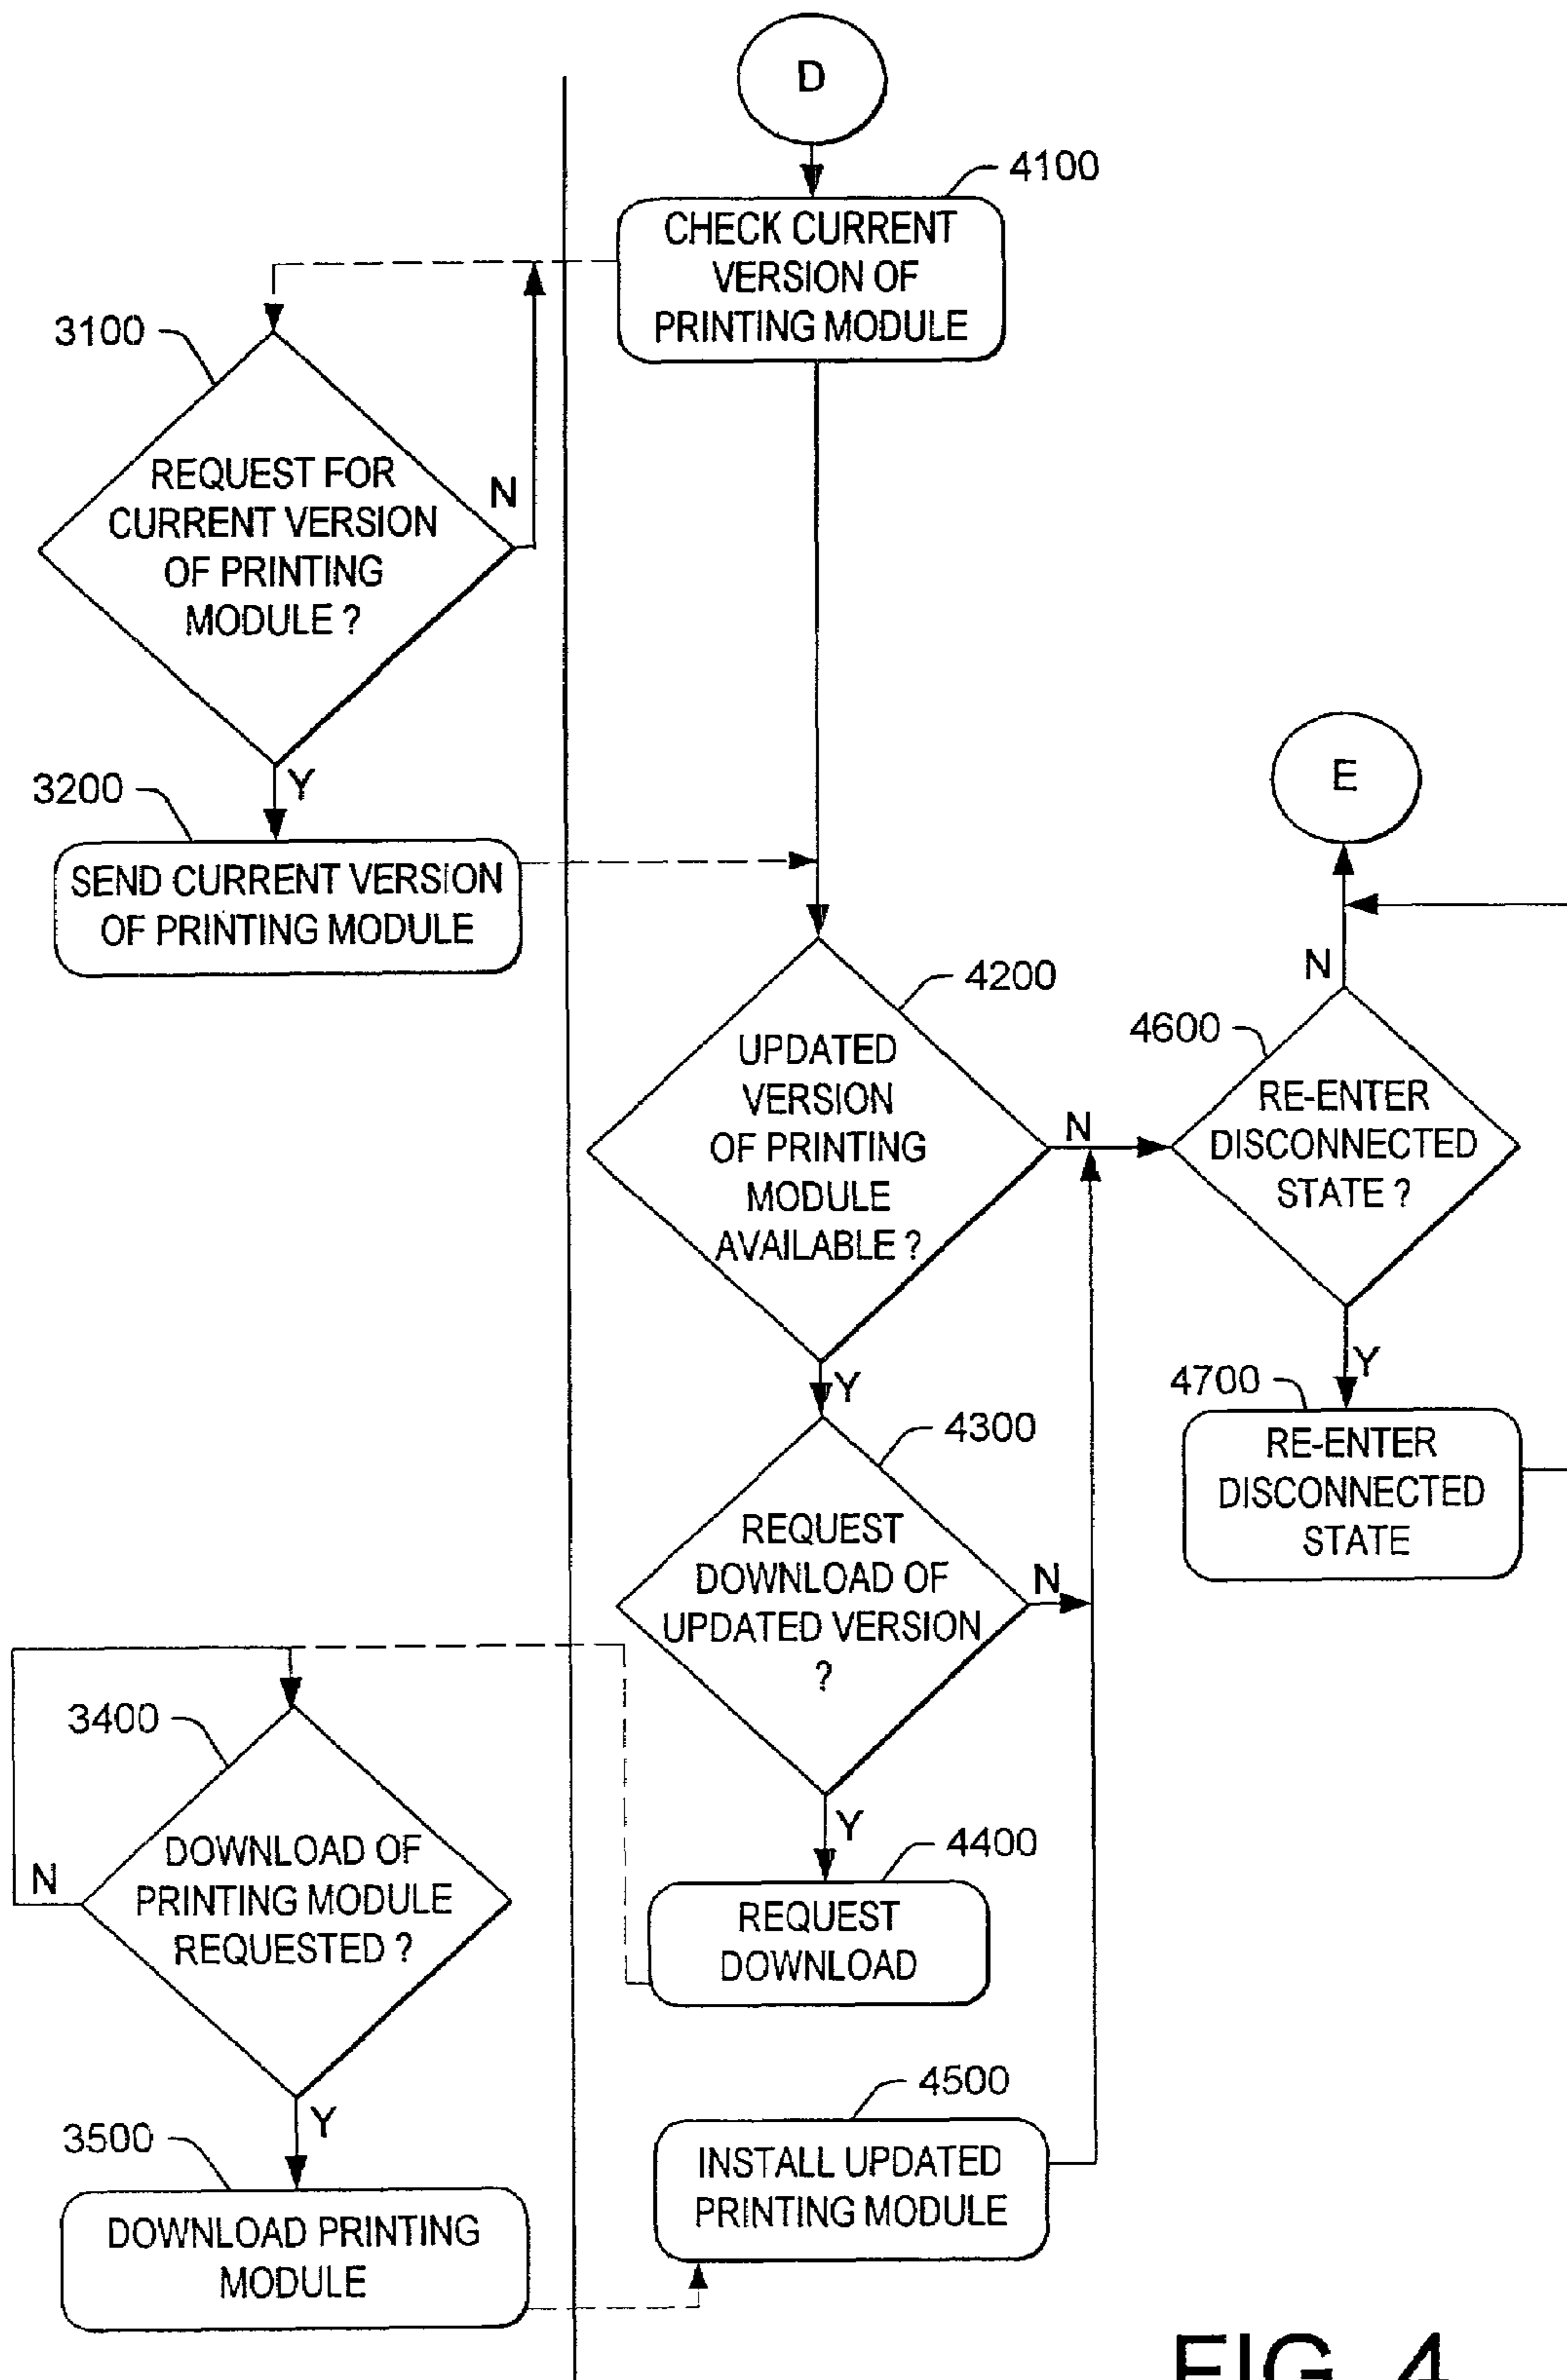 D
4100
CHECK CURRENT
VERSION OF
PRINTING MODULE
3100
REQUEST FOR
CURRENT VERSION
OF PRINTING
MODULE ?
N
Y
3200
SEND CURRENT VERSION
OF PRINTING MODULE
E
N
4200
UPDATED
VERSION
OF PRINTING
MODULE
AVAILABLE ?
N
Y
4600
RE-ENTER
DISCONNECTED
STATE ?
Y
4700
RE-ENTER
DISCONNECTED
STATE
4300
REQUEST
DOWNLOAD OF
UPDATED VERSION
?
N
Y
3400
DOWNLOAD OF
PRINTING MODULE
REQUESTED ?
N
Y
4400
REQUEST
DOWNLOAD
3500
DOWNLOAD PRINTING
MODULE
4500
INSTALL UPDATED
PRINTING MODULE
FIG. 4